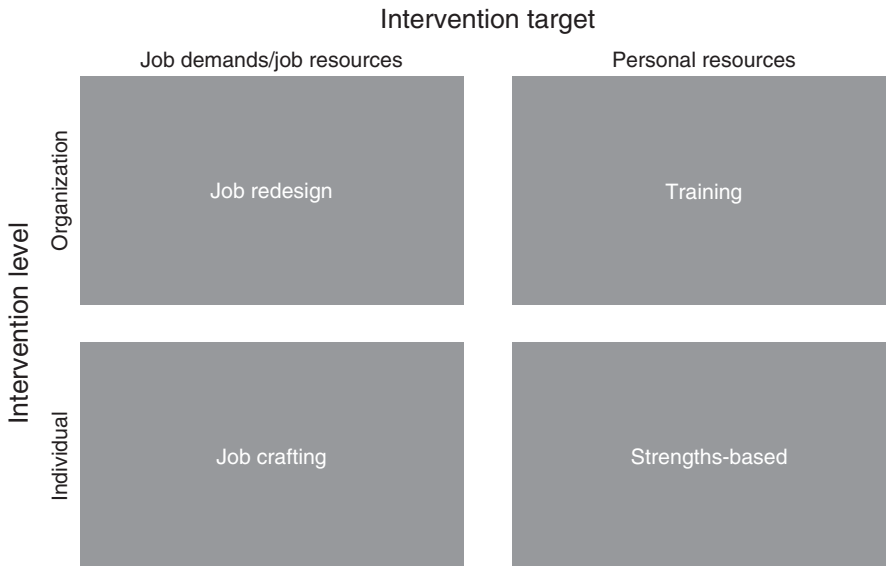 Intervention target
Job demands/job resources
Personal resources
Intervention level
Organization
Job redesign
Training
Individual
Job crafting
Strengths-based